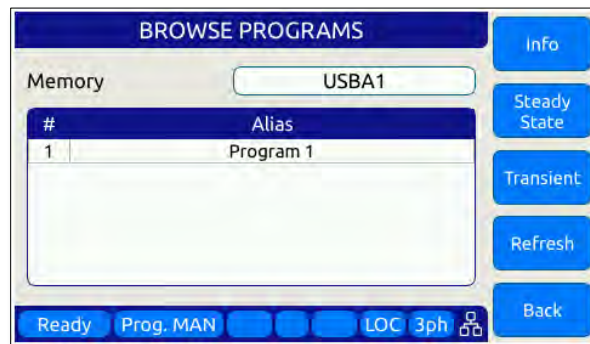 BROWSE PROGRAMS
Memory USBA1
# Alias
1 Program 1
Ready Prog. MAN LOC 3ph
Info
Steady
State
Transient
Refresh
Back